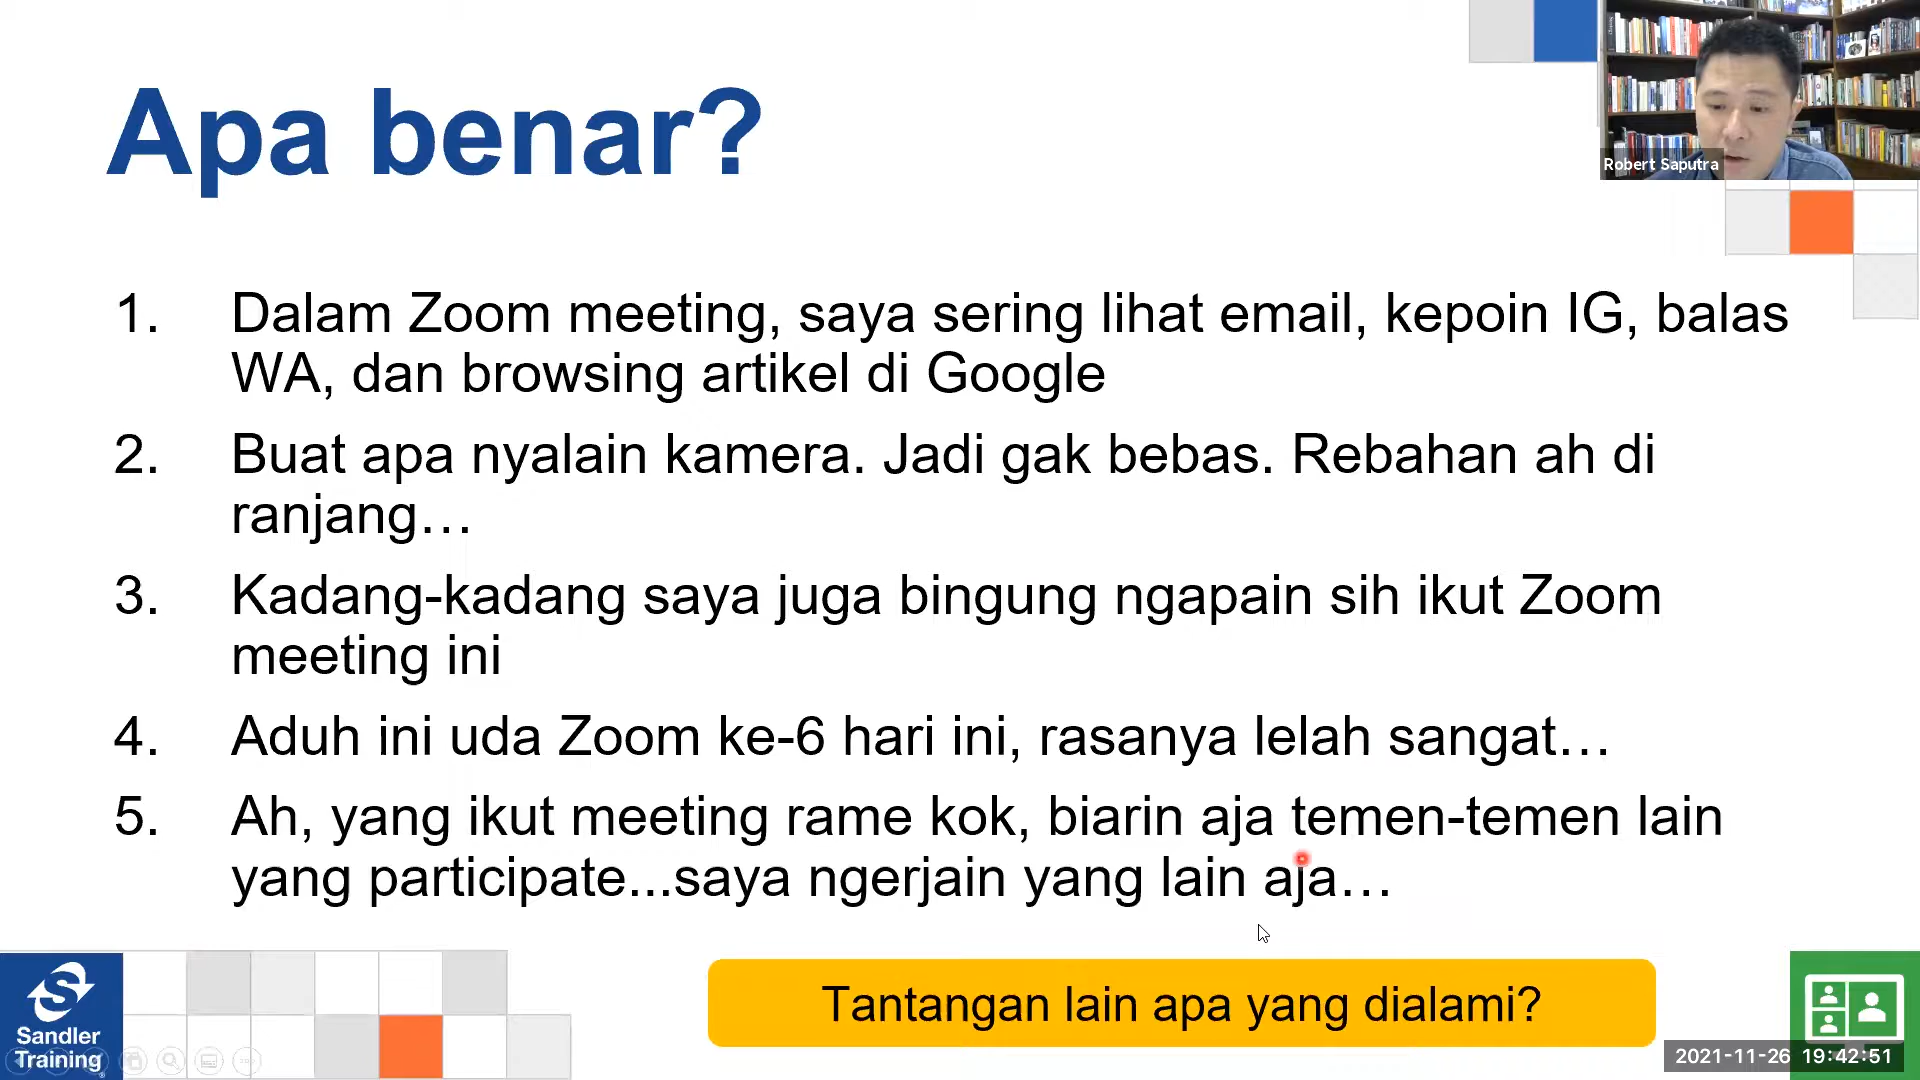 Apa benar?
Robert Saputra
1. Dalam Zoom meeting, saya sering lihat email, kepoin IG, balas
WA, dan browsing artikel di Google
2. Buat apa nyalain kamera. Jadi gak bebas. Rebahan ah di
ranjang…
3. Kadang-kadang saya juga bingung ngapain sih ikut Zoom
meeting ini
4. Aduh ini uda Zoom ke-6 hari ini, rasanya lelah sangat…
5. Ah, yang ikut meeting rame kok, biarin aja temen-temen lain
yang participate...saya ngerjain yang lain aja…
Tantangan lain apa yang dialami?
Sandler
Training
2021-11-26 19:42:51